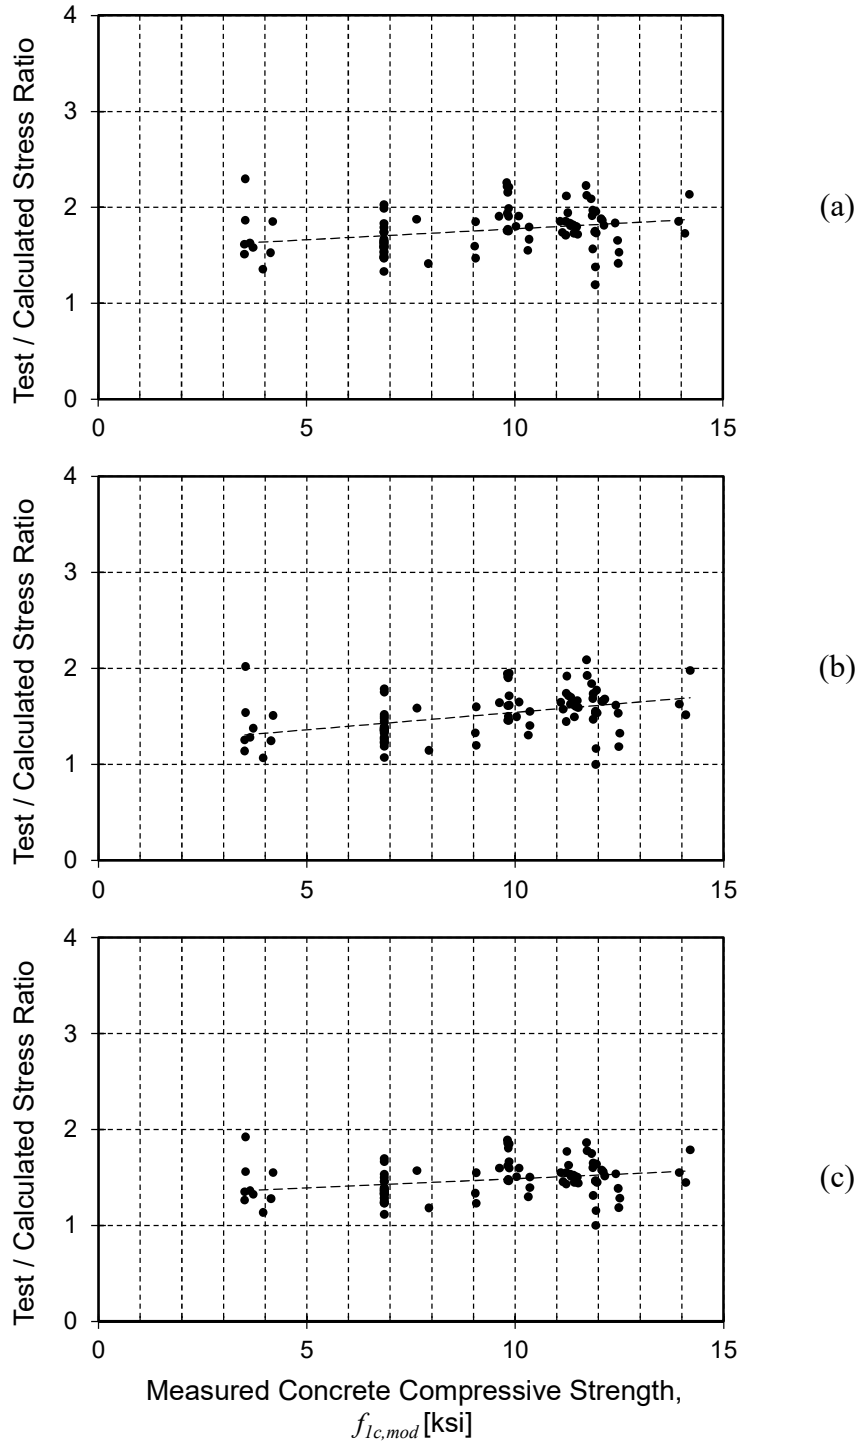 Test / Calculated Stress Ratio
4
3
2
1
0
0 5 10 15
(a)
Test / Calculated Stress Ratio
4
3
2
1
0
0 5 10 15
(b)
Test / Calculated Stress Ratio
4
3
2
1
0
0 5 10 15
(c)
Measured Concrete Compressive Strength,
f1c,mod [ksi]